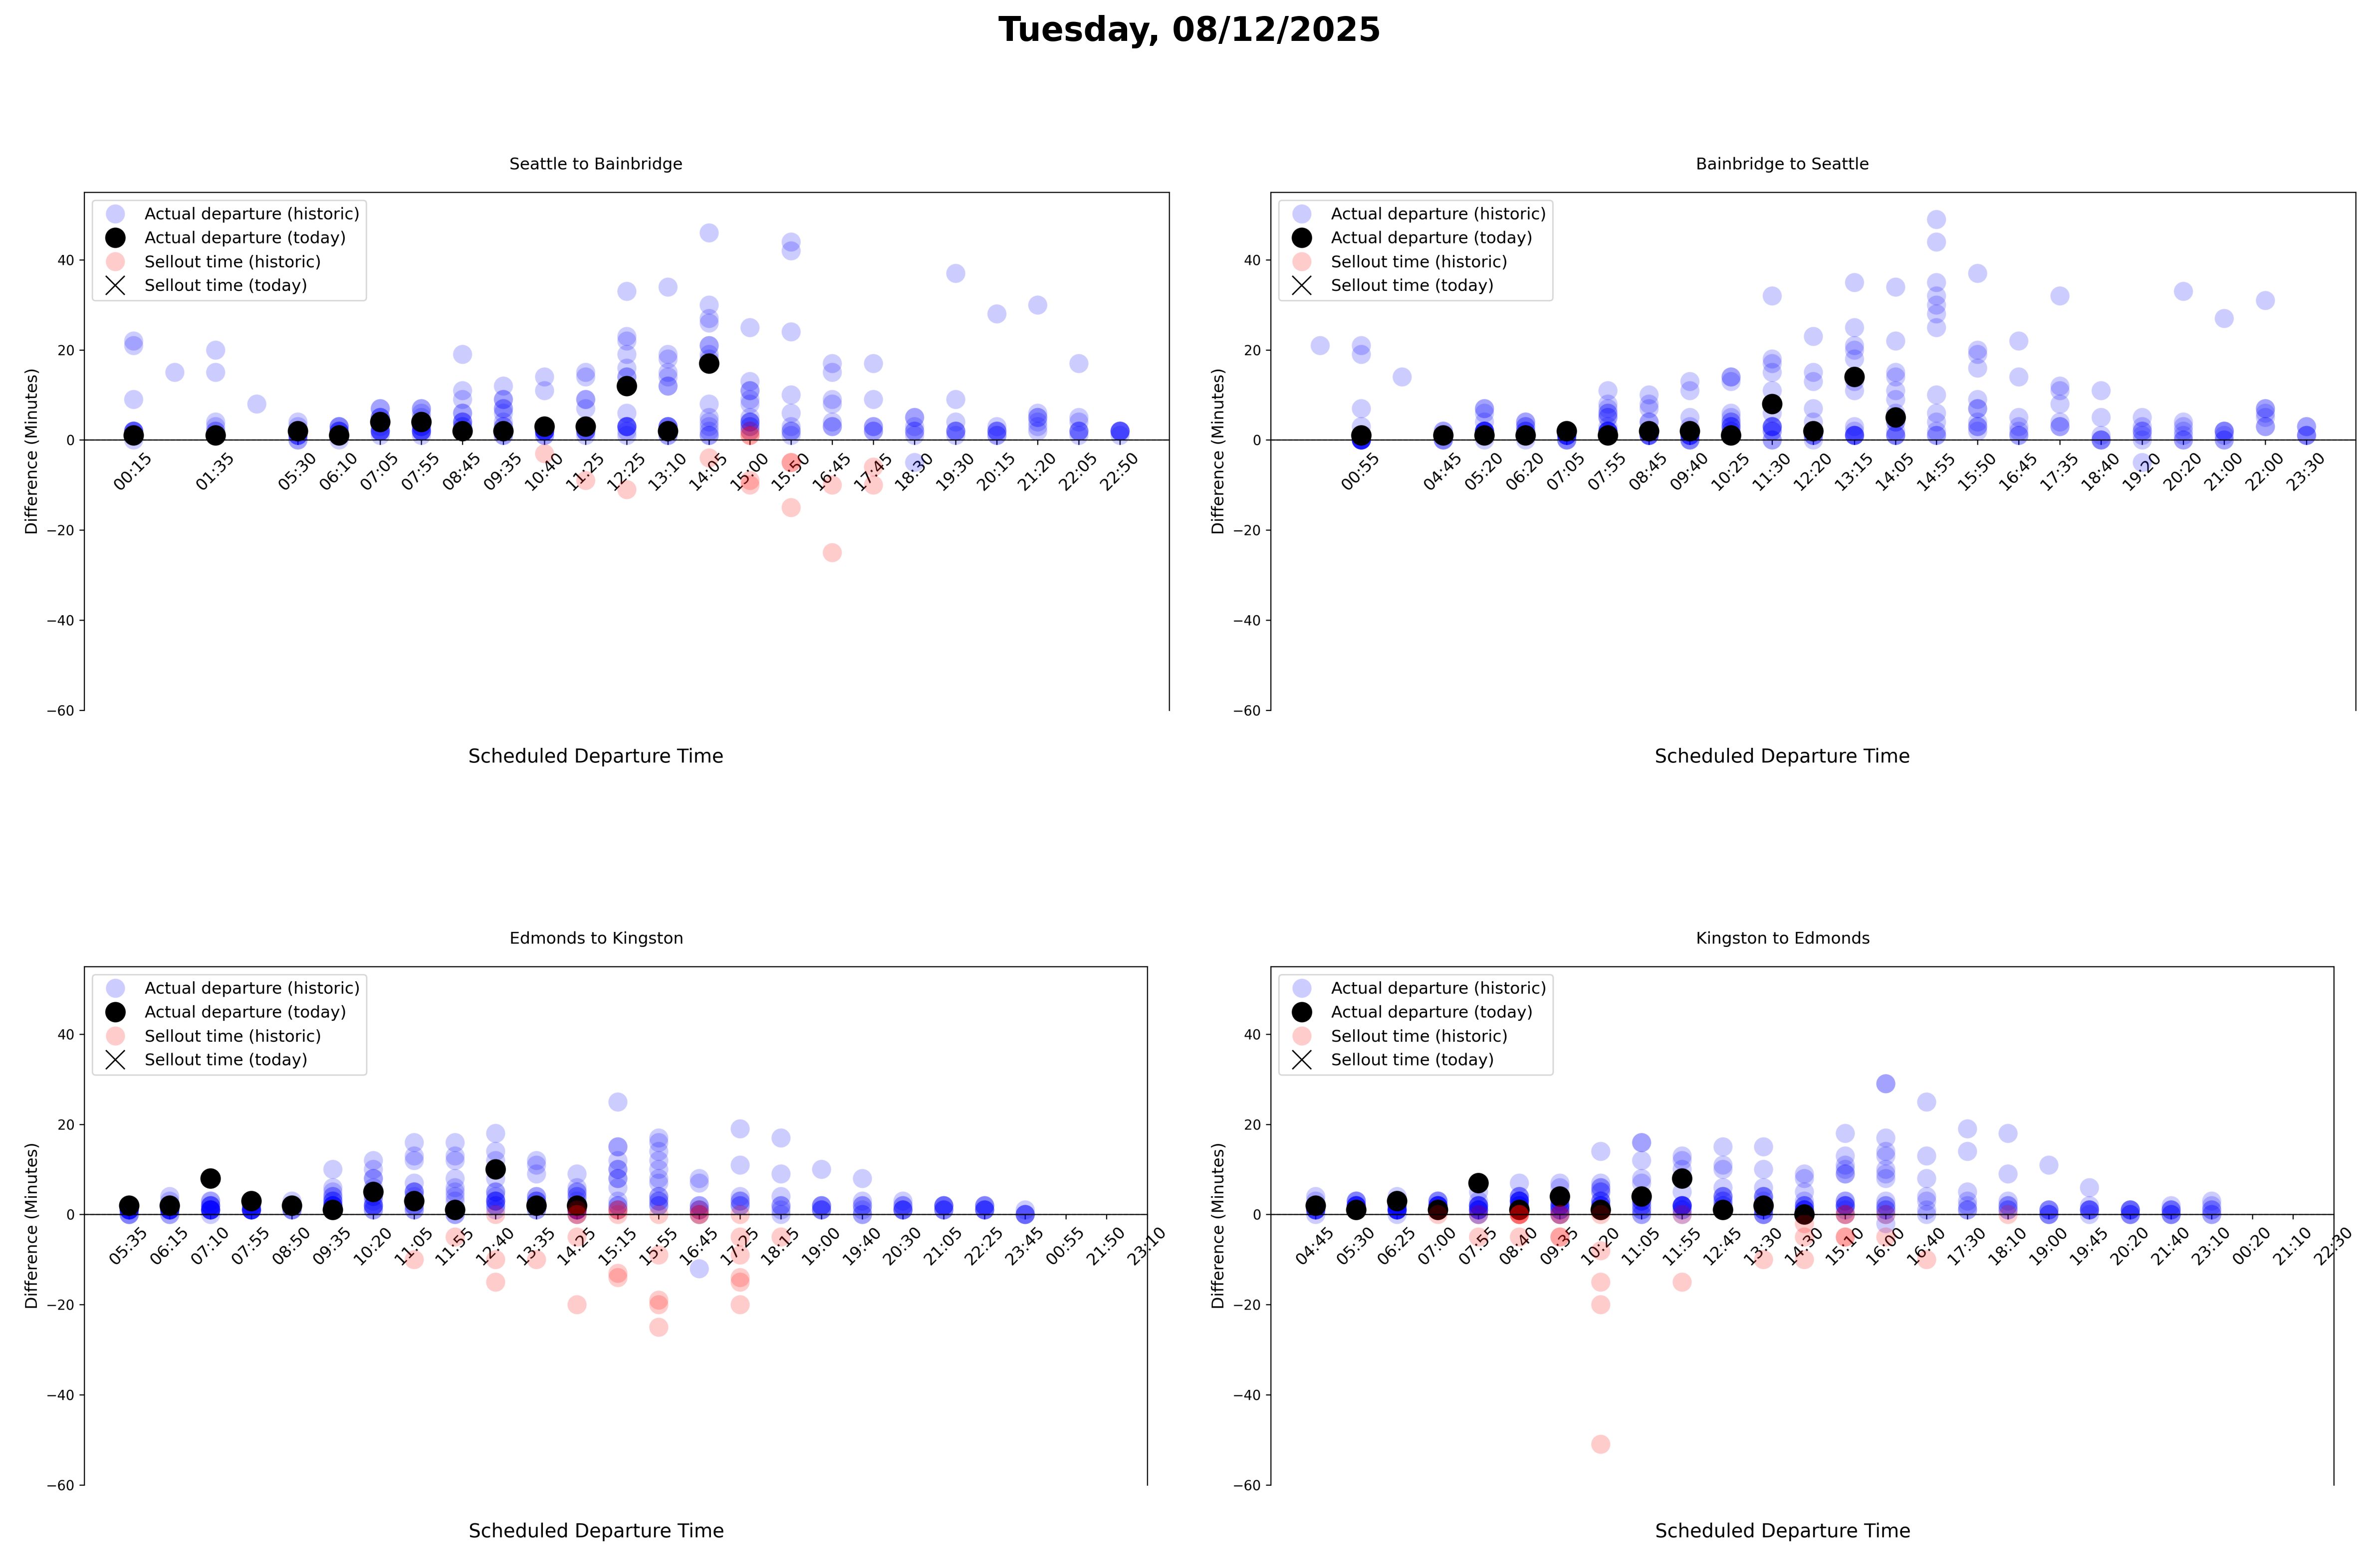 Tuesday, 08/12/2025
Seattle to Bainbridge
Actual departure (historic)
Actual departure (today)
Sellout time (historic)
Sellout time (today)
Difference (Minutes)
40
20
0
−20
−40
−60
00:15 01:35 05:30 06:10 07:05 07:55 08:45 09:35 10:40 11:25 12:25 13:10 14:05 15:00 15:50 16:45 17:45 18:30 19:30 20:15 21:20 22:05 22:50
Scheduled Departure Time
Bainbridge to Seattle
Actual departure (historic)
Actual departure (today)
Sellout time (historic)
Sellout time (today)
Difference (Minutes)
40
20
0
−20
−40
−60
00:55 04:45 05:20 06:20 07:05 07:55 08:45 09:40 10:25 11:30 12:20 13:15 14:05 14:55 15:50 16:45 17:35 18:40 19:20 20:20 21:00 22:00 23:30
Scheduled Departure Time
Edmonds to Kingston
Actual departure (historic)
Actual departure (today)
Sellout time (historic)
Sellout time (today)
Difference (Minutes)
40
20
0
−20
−40
−60
05:35 06:15 07:10 07:55 08:50 09:35 10:20 11:05 11:55 12:40 13:35 14:25 15:15 15:55 16:45 17:25 18:15 19:00 19:40 20:30 21:05 22:25 23:45 00:55 21:50 23:10
Scheduled Departure Time
Kingston to Edmonds
Actual departure (historic)
Actual departure (today)
Sellout time (historic)
Sellout time (today)
Difference (Minutes)
40
20
0
−20
−40
−60
04:45 05:30 06:25 07:00 07:55 08:40 09:35 10:20 11:05 11:55 12:45 13:30 14:30 15:10 16:00 16:40 17:30 18:10 19:00 19:45 20:20 21:40 23:10 00:20 21:10 22:30
Scheduled Departure Time